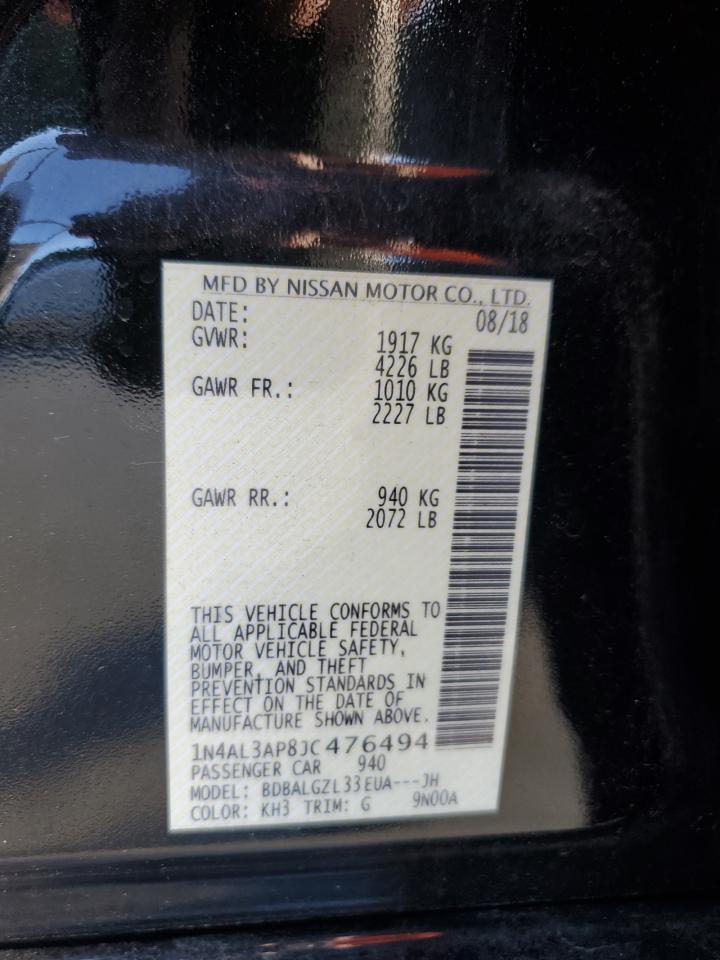 MFD BY NISSAN MOTOR CO., LTD.
DATE: 08/18
GVWR: 1917 KG
4226 LB
GAWR FR.: 1010 KG
2227 LB
GAWR RR.: 940 KG
2072 LB
THIS VEHICLE CONFORMS TO
ALL APPLICABLE FEDERAL
MOTOR VEHICLE SAFETY,
BUMPER, AND THEFT
PREVENTION STANDARDS IN
EFFECT ON THE DATE OF
MANUFACTURE SHOWN ABOVE.
1N4AL3AP8JC476494
PASSENGER CAR 940
MODEL: BDBALGZL33EUA---JH
COLOR: KH3 TRIM: G 9N00A